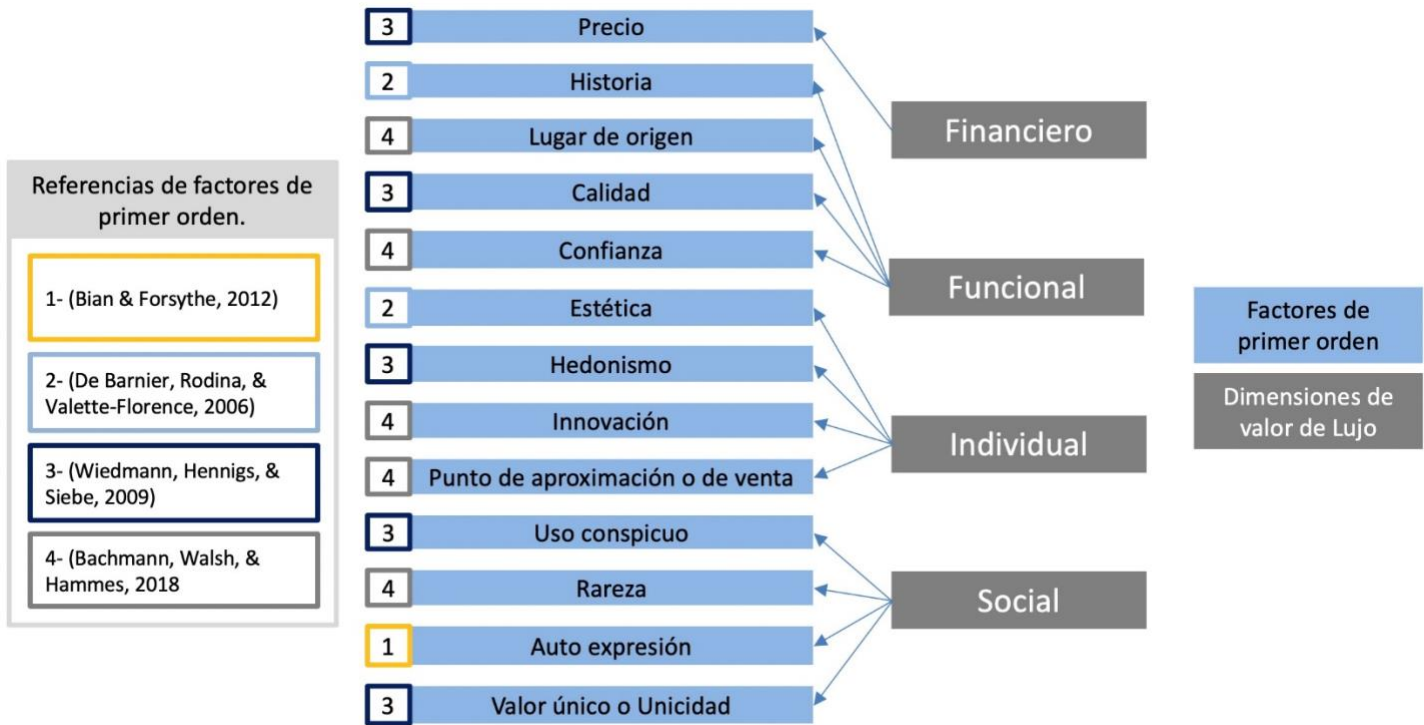 Referencias de factores de
primer orden.
1- (Bian & Forsythe, 2012)
2- (De Barnier, Rodina, &
Valette-Florence, 2006)
3- (Wiedmann, Hennigs, &
Siebe, 2009)
4- (Bachmann, Walsh, &
Hammes, 2018
3 Precio
2 Historia
4 Lugar de origen
3 Calidad
4 Confianza
2 Estética
3 Hedonismo
4 Innovación
4 Punto de aproximación o de venta
3 Uso conspicuo
4 Rareza
1 Auto expresión
3 Valor único o Unicidad
Financiero
Funcional
Individual
Social
Factores de
primer orden
Dimensiones de
valor de Lujo